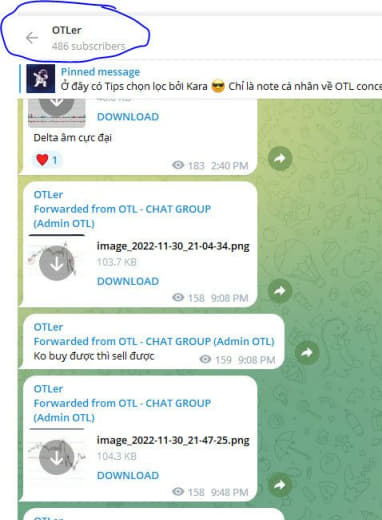 OTLer
486 subscribers
Pinned message
Ở đây có Tips chọn lọc bởi Kara 😎 Chỉ là note cá nhân về OTL conce
DOWNLOAD
Delta âm cực đại
❤ 1
183 2:40 PM
OTLer
Forwarded from OTL - CHAT GROUP
(Admin OTL)
image_2022-11-30_21-04-34.png
103.7 KB
DOWNLOAD
158 9:08 PM
OTLer
Forwarded from OTL - CHAT GROUP (Admin OTL)
Ko buy được thì sell được
159 9:08 PM
OTLer
Forwarded from OTL - CHAT GROUP
(Admin OTL)
image_2022-11-30_21-47-25.png
104.3 KB
DOWNLOAD
158 9:48 PM